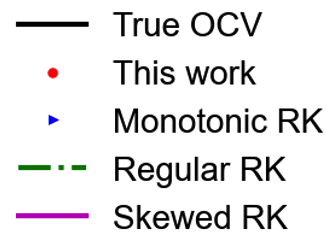 True OCV
This work
Monotonic RK
Regular RK
Skewed RK